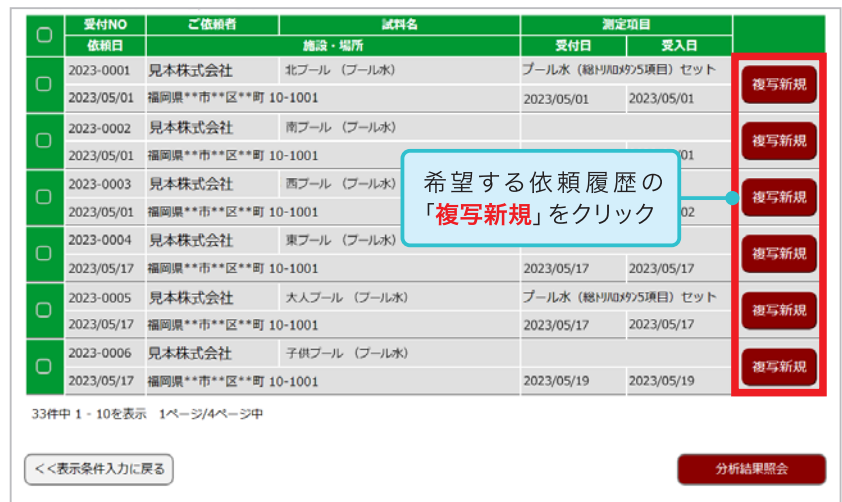 受付NO ご依頼者 試料名 測定項目
依頼日 施設・場所 受付日 受入日
2023-0001 見本株式会社 北プール （プール水） プール水（総トリハロメタン5項目）セット
複写新規
2023/05/01 福岡県**市**区**町 10-1001 2023/05/01 2023/05/01
2023-0002 見本株式会社 南プール （プール水）
複写新規
2023/05/01 福岡県**市**区**町 10-1001 01
2023-0003 見本株式会社 西プール （プール水）
複写新規
2023/05/01 福岡県**市**区**町 10-1001 02
希望する依頼履歴の
「複写新規」をクリック
2023-0004 見本株式会社 東プール （プール水）
複写新規
2023/05/17 福岡県**市**区**町 10-1001 2023/05/17 2023/05/17
2023-0005 見本株式会社 大人プール （プール水） プール水（総トリハロメタン5項目）セット
複写新規
2023/05/17 福岡県**市**区**町 10-1001 2023/05/17 2023/05/17
2023-0006 見本株式会社 子供プール （プール水）
複写新規
2023/05/17 福岡県**市**区**町 10-1001 2023/05/19 2023/05/19
33件中 1 - 10を表示 1ページ/4ページ中
<<表示条件入力に戻る 分析結果照会